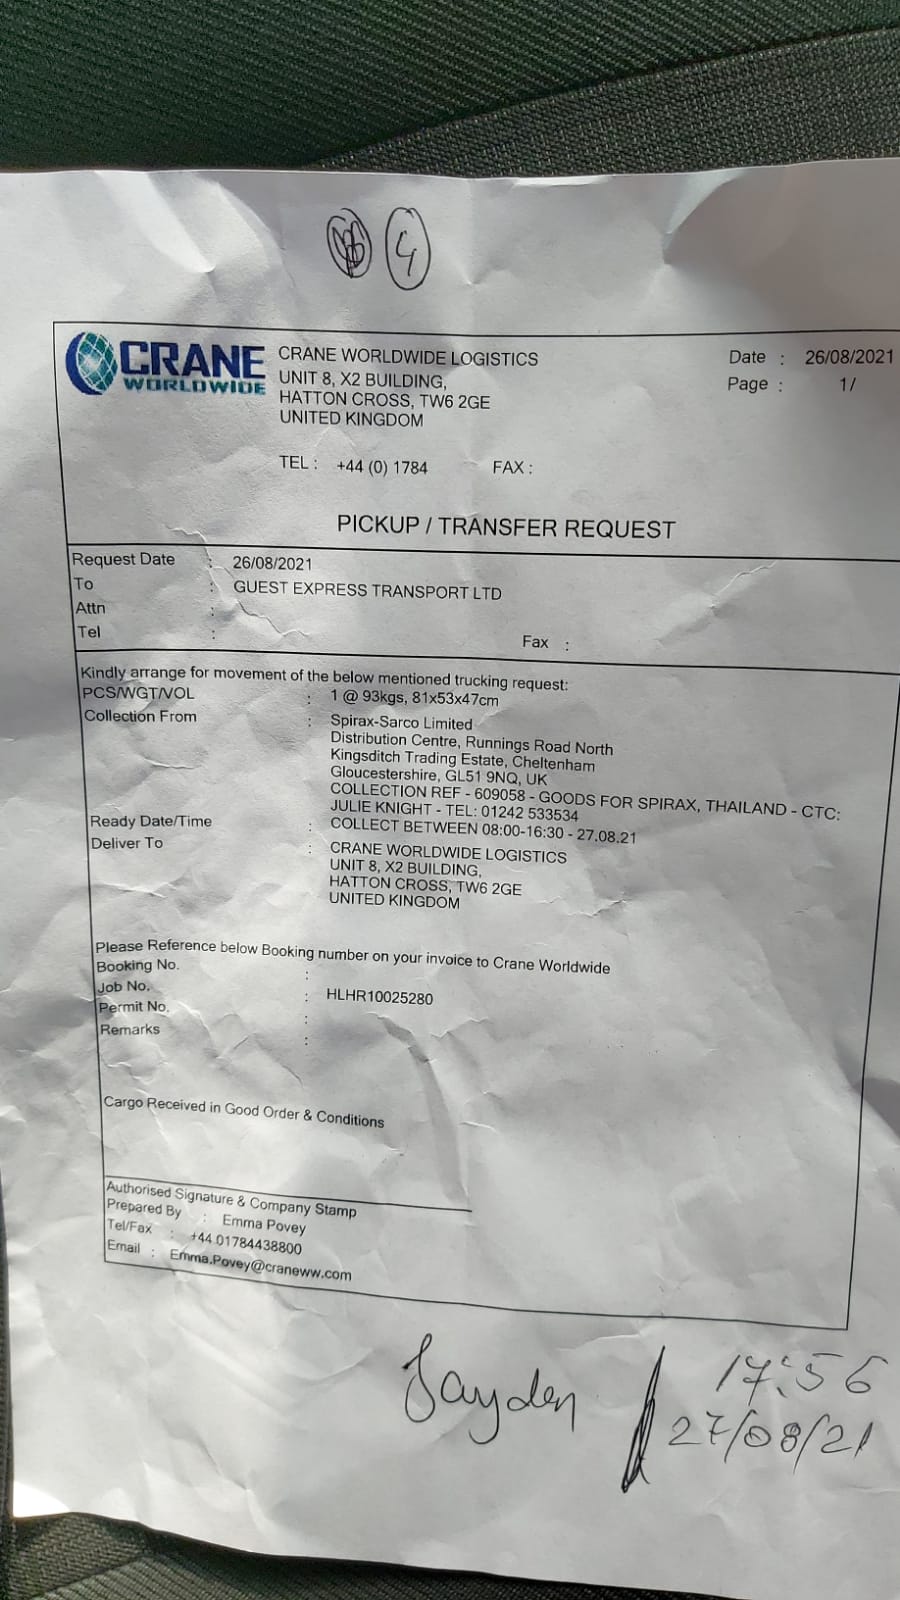 4
CRANE
WORLDWIDE
CRANE WORLDWIDE LOGISTICS
UNIT 8, X2 BUILDING,
HATTON CROSS, TW6 2GE
UNITED KINGDOM
Date : 26/08/2021
Page : 1/
TEL : +44 (0) 1784 FAX :
PICKUP / TRANSFER REQUEST
Request Date : 26/08/2021
To : GUEST EXPRESS TRANSPORT LTD
Attn :
Tel : Fax :
Kindly arrange for movement of the below mentioned trucking request:
PCS/WGT/VOL : 1 @ 93kgs, 81x53x47cm
Collection From : Spirax-Sarco Limited
Distribution Centre, Runnings Road North
Kingsditch Trading Estate, Cheltenham
Gloucestershire, GL51 9NQ, UK
COLLECTION REF - 609058 - GOODS FOR SPIRAX, THAILAND - CTC:
JULIE KNIGHT - TEL: 01242 533534
Ready Date/Time : COLLECT BETWEEN 08:00-16:30 - 27.08.21
Deliver To : CRANE WORLDWIDE LOGISTICS
UNIT 8, X2 BUILDING,
HATTON CROSS, TW6 2GE
UNITED KINGDOM
Please Reference below Booking number on your invoice to Crane Worldwide
Booking No. :
Job No. : HLHR10025280
Permit No. :
Remarks :
Cargo Received in Good Order & Conditions
Authorised Signature & Company Stamp
Prepared By : Emma Povey
Tel/Fax : +44 01784438800
Email : Emma.Povey@craneww.com
Jayden
17:56
27/08/21